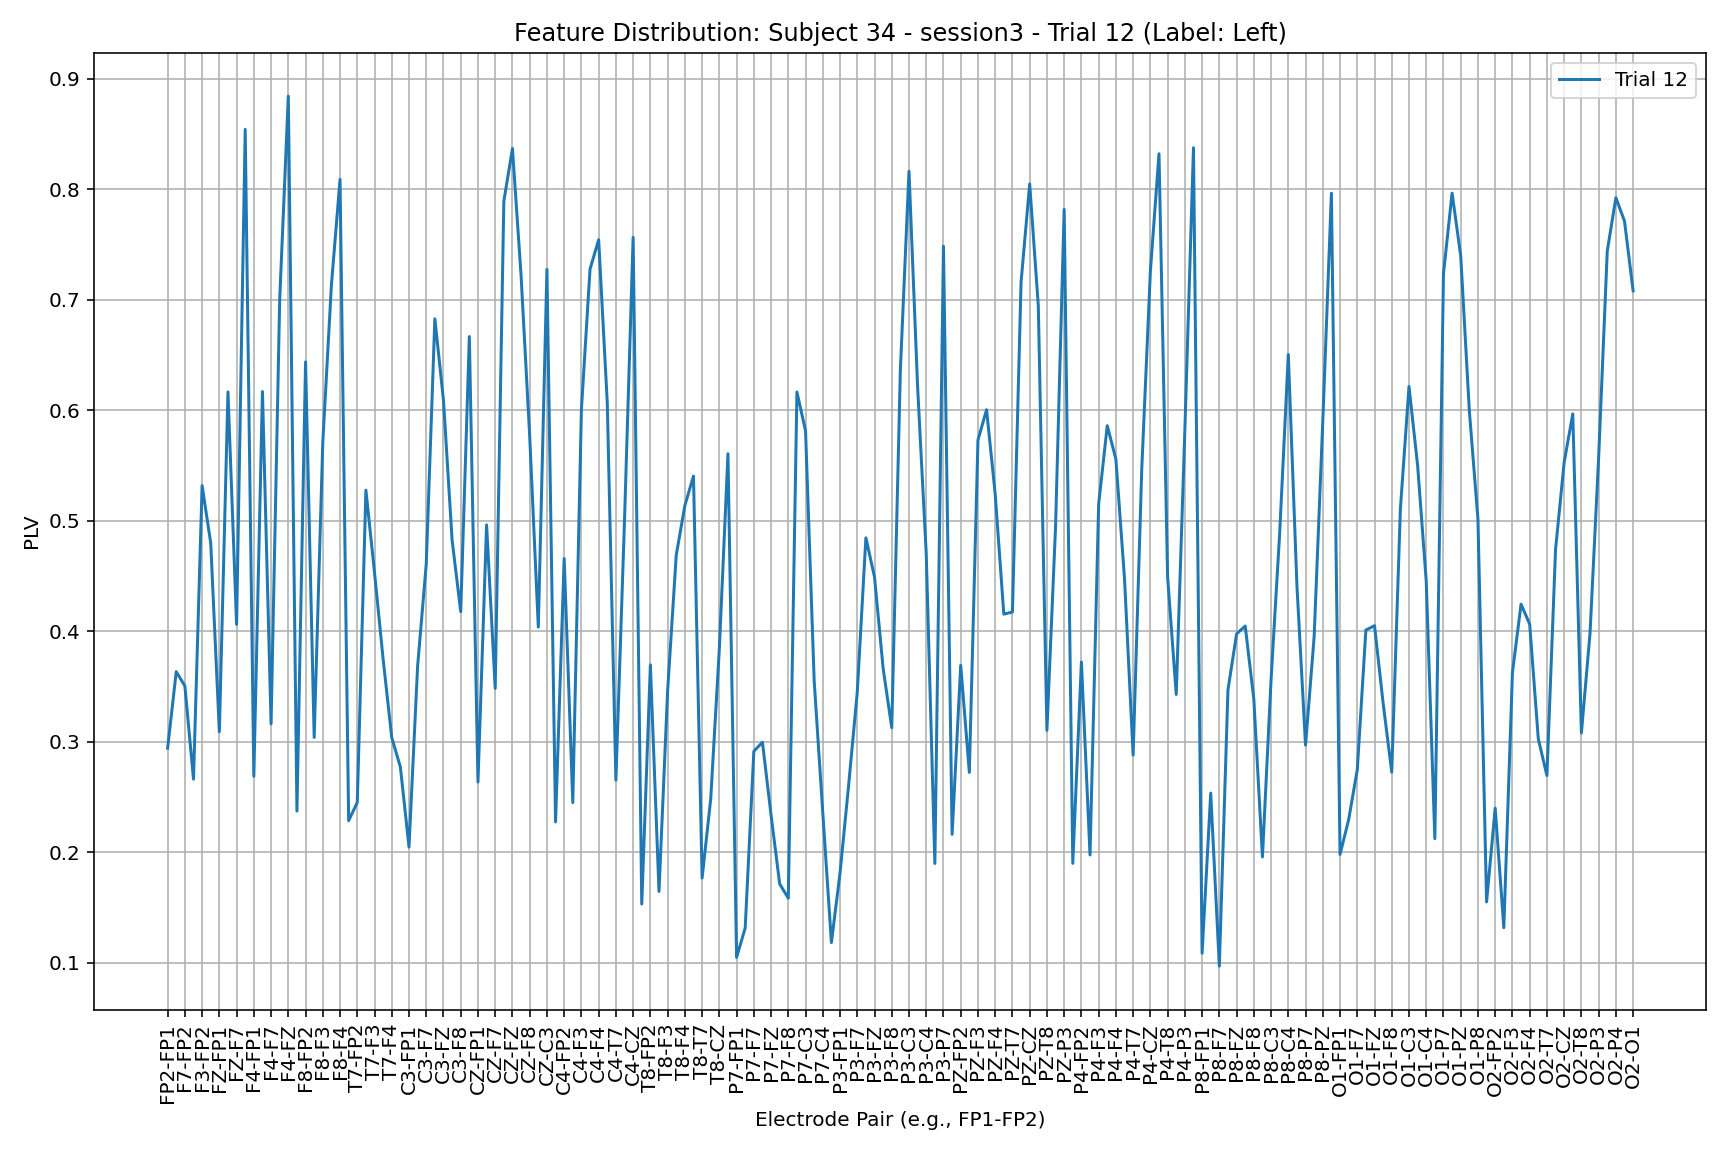 Feature Distribution: Subject 34 - session3 - Trial 12 (Label: Left)
Trial 12
0.9
0.8
0.7
0.6
0.5
0.4
0.3
0.2
0.1
PLV
FP2-FP1
F7-FP2
F3-FP2
FZ-FP1
FZ-F7
F4-FP1
F4-F7
F4-FZ
F8-FP2
F8-F3
F8-F4
T7-FP2
T7-F3
T7-F4
C3-FP1
C3-F7
C3-FZ
C3-F8
CZ-FP1
CZ-F7
CZ-FZ
CZ-F8
CZ-C3
C4-FP2
C4-F3
C4-F4
C4-T7
C4-CZ
T8-FP2
T8-F3
T8-F4
T8-T7
T8-CZ
P7-FP1
P7-F7
P7-FZ
P7-F8
P7-C3
P7-C4
P3-FP1
P3-F7
P3-FZ
P3-F8
P3-C3
P3-C4
P3-P7
PZ-FP2
PZ-F3
PZ-F4
PZ-T7
PZ-CZ
PZ-T8
PZ-P3
P4-FP2
P4-F3
P4-F4
P4-T7
P4-CZ
P4-T8
P4-P3
P8-FP1
P8-F7
P8-FZ
P8-F8
P8-C3
P8-C4
P8-P7
P8-PZ
O1-FP1
O1-F7
O1-FZ
O1-F8
O1-C3
O1-C4
O1-P7
O1-PZ
O1-P8
O2-FP2
O2-F3
O2-F4
O2-T7
O2-CZ
O2-T8
O2-P3
O2-P4
O2-O1
Electrode Pair (e.g., FP1-FP2)